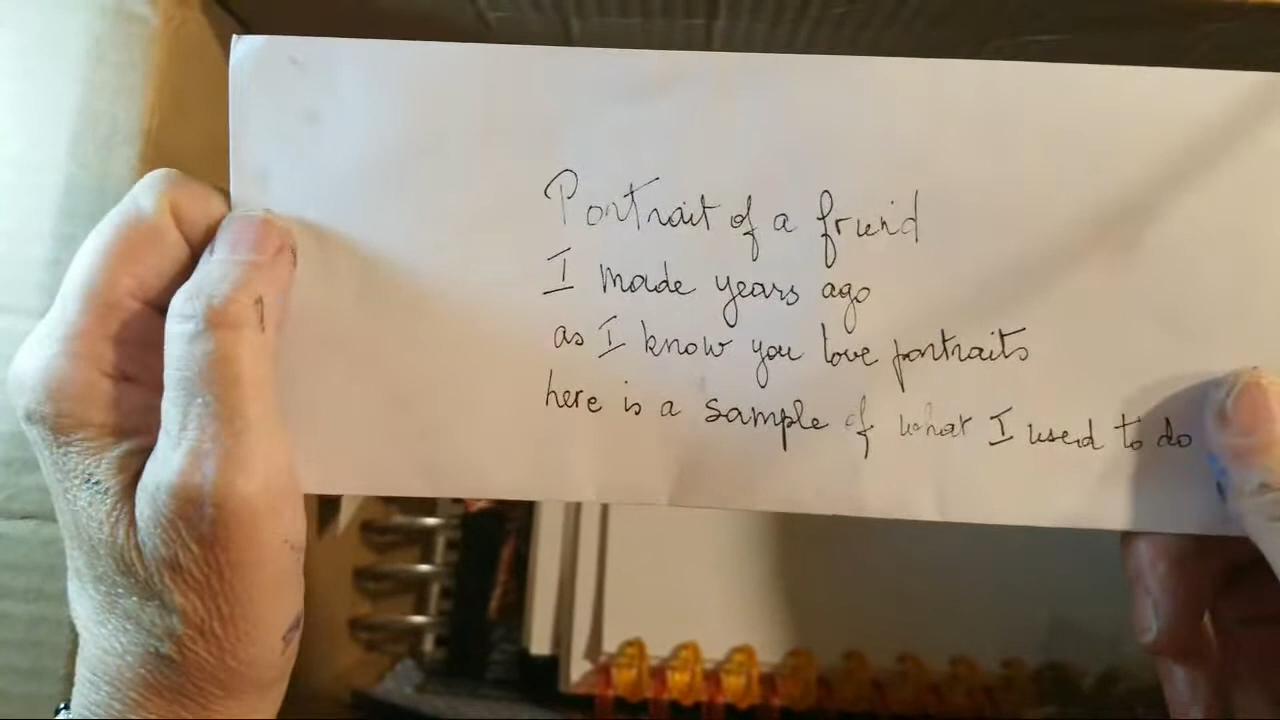 Portrait of a friend
I made years ago
as I know you love portraits
here is a sample of what I used to do